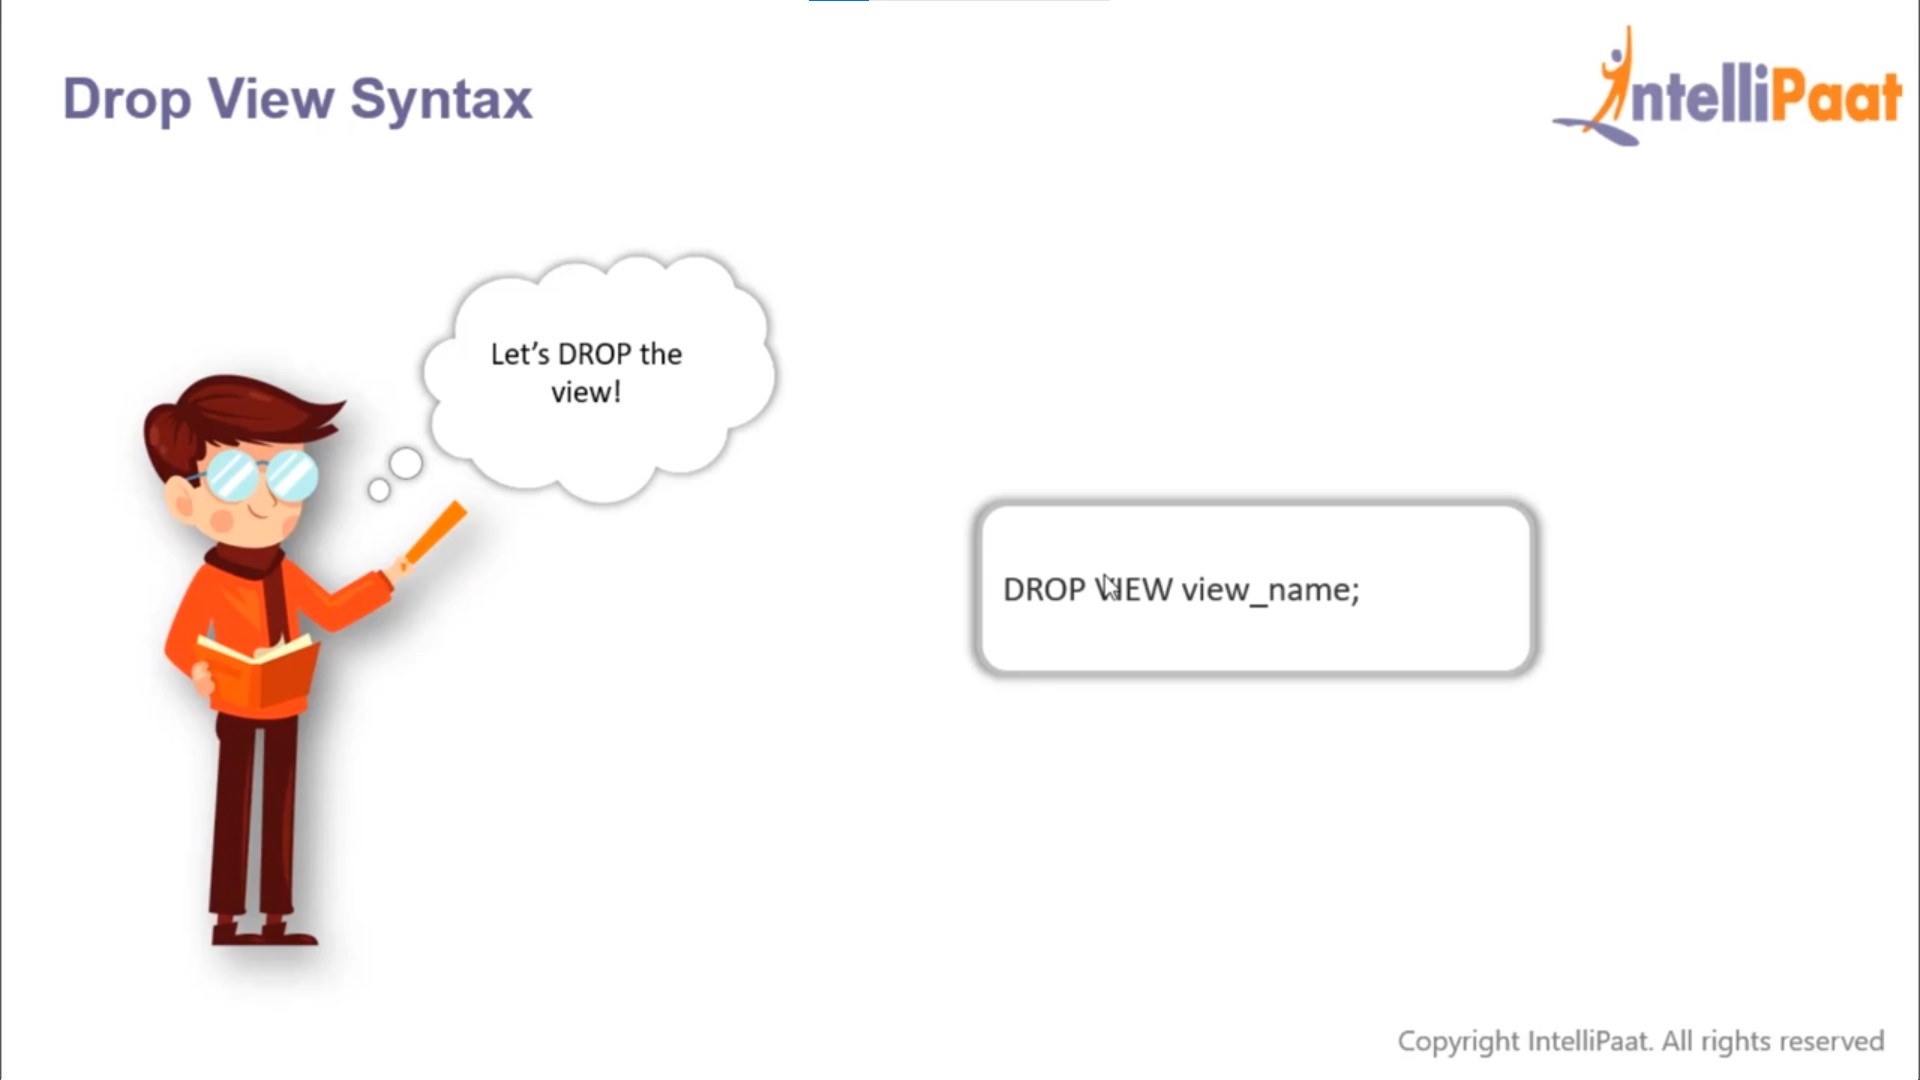 Drop View Syntax
IntelliPaat
Let's DROP the
view!
DROP VIEW view_name;
Copyright IntelliPaat. All rights reserved